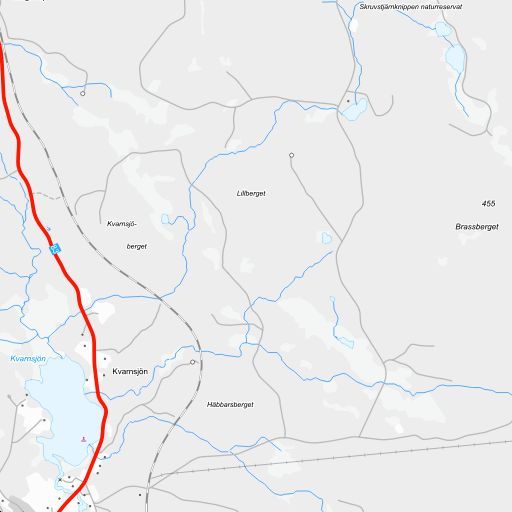 Skruvstjärnknippen naturreservat
Lillberget
455
Kvarnsjö-
berget
Brassberget
Kvarnsjön
Kvarnsjön
Häbbarsberget